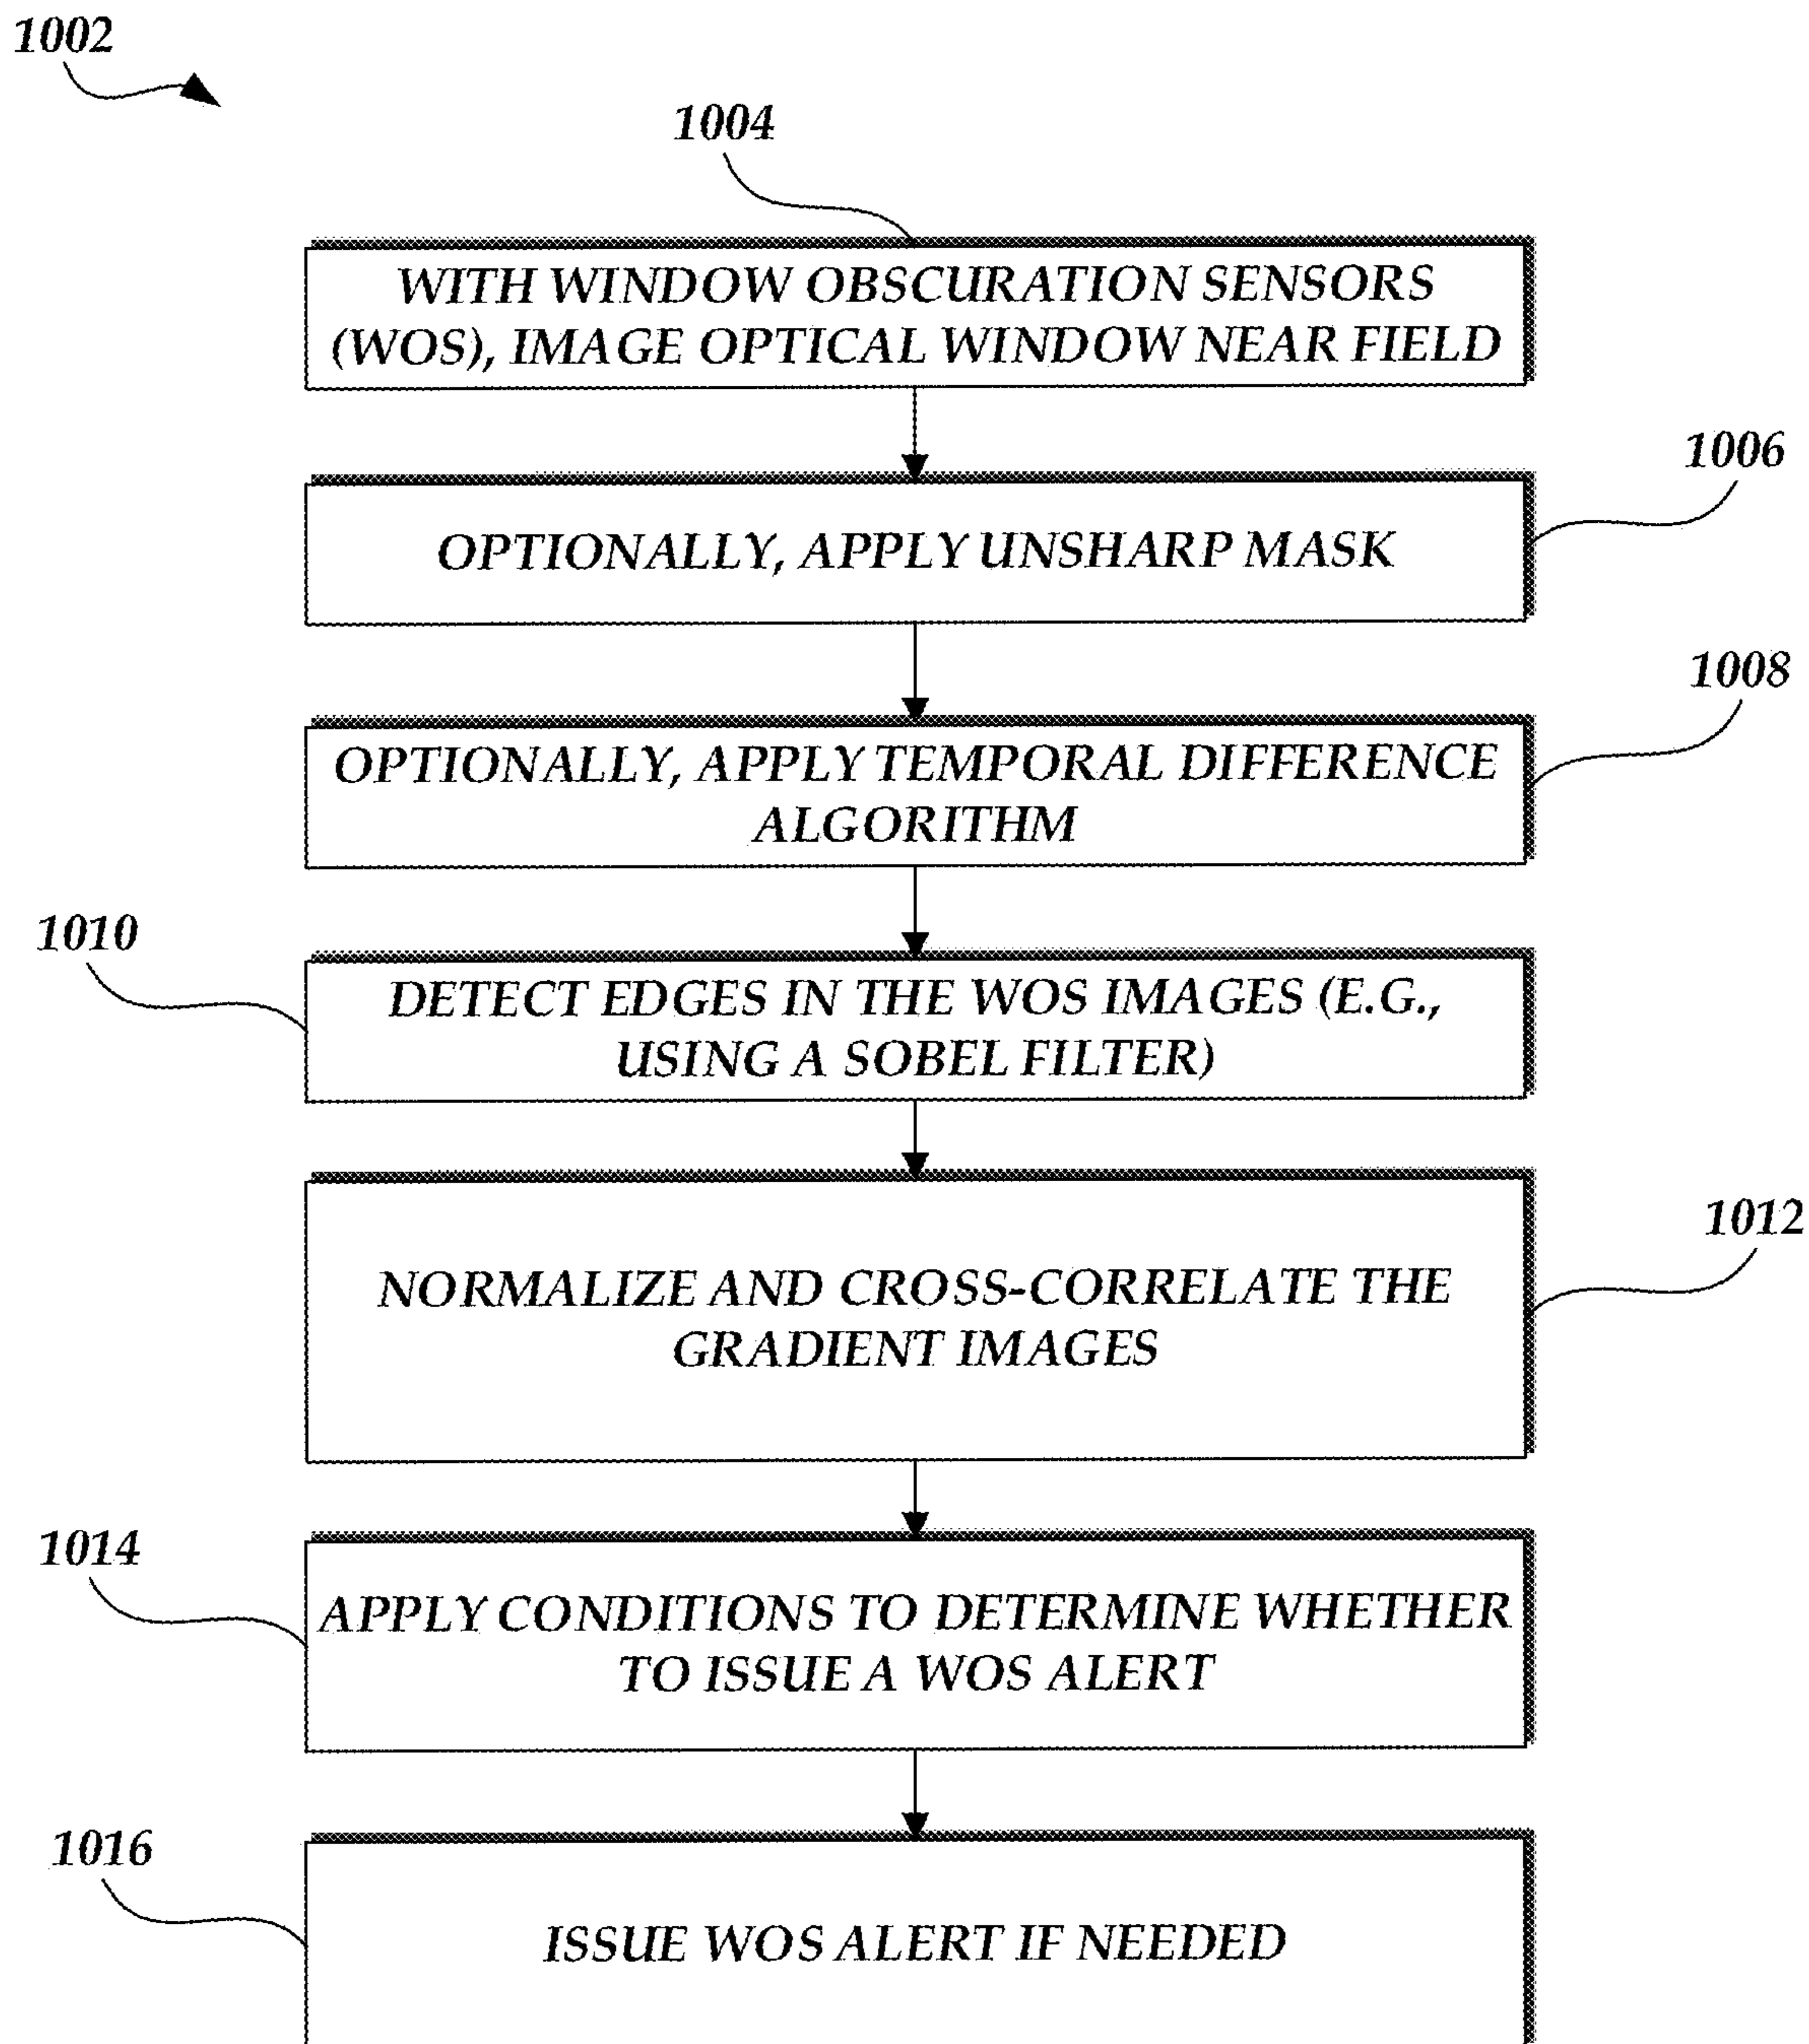 1002
1004
WITH WINDOW OBSCURATION SENSORS
(WOS), IMAGE OPTICAL WINDOW NEAR FIELD
1006
OPTIONALLY, APPLY UNSHARP MASK
1008
OPTIONALLY, APPLY TEMPORAL DIFFERENCE
ALGORITHM
1010
DETECT EDGES IN THE WOS IMAGES (E.G.,
USING A SOBEL FILTER)
1012
NORMALIZE AND CROSS-CORRELATE THE
GRADIENT IMAGES
1014
APPLY CONDITIONS TO DETERMINE WHETHER
TO ISSUE A WOS ALERT
1016
ISSUE WOS ALERT IF NEEDED